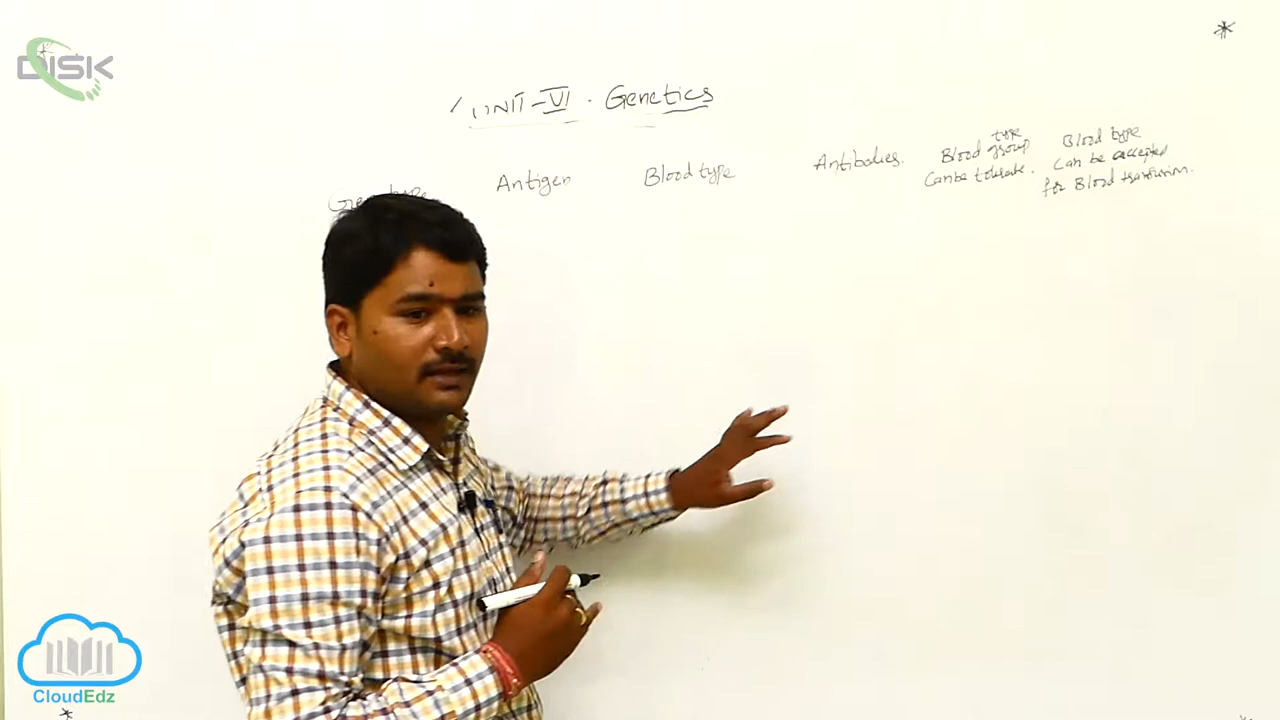 DISK
UNIT-VI. Genetics
Antigen
Blood type
Antibodies.
Blood group type
Can be tolerate.
Blood type
Can be accepted
for Blood transfusion.
CloudEdz